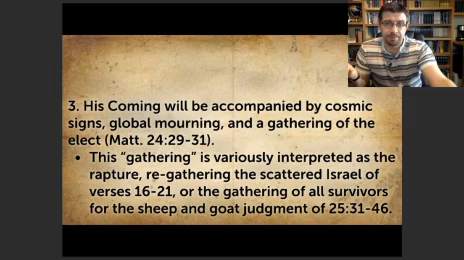 3. His Coming will be accompanied by cosmic
signs, global mourning, and a gathering of the
elect (Matt. 24:29-31).
• This “gathering” is variously interpreted as the
rapture, re-gathering the scattered Israel of
verses 16-21, or the gathering of all survivors
for the sheep and goat judgment of 25:31-46.